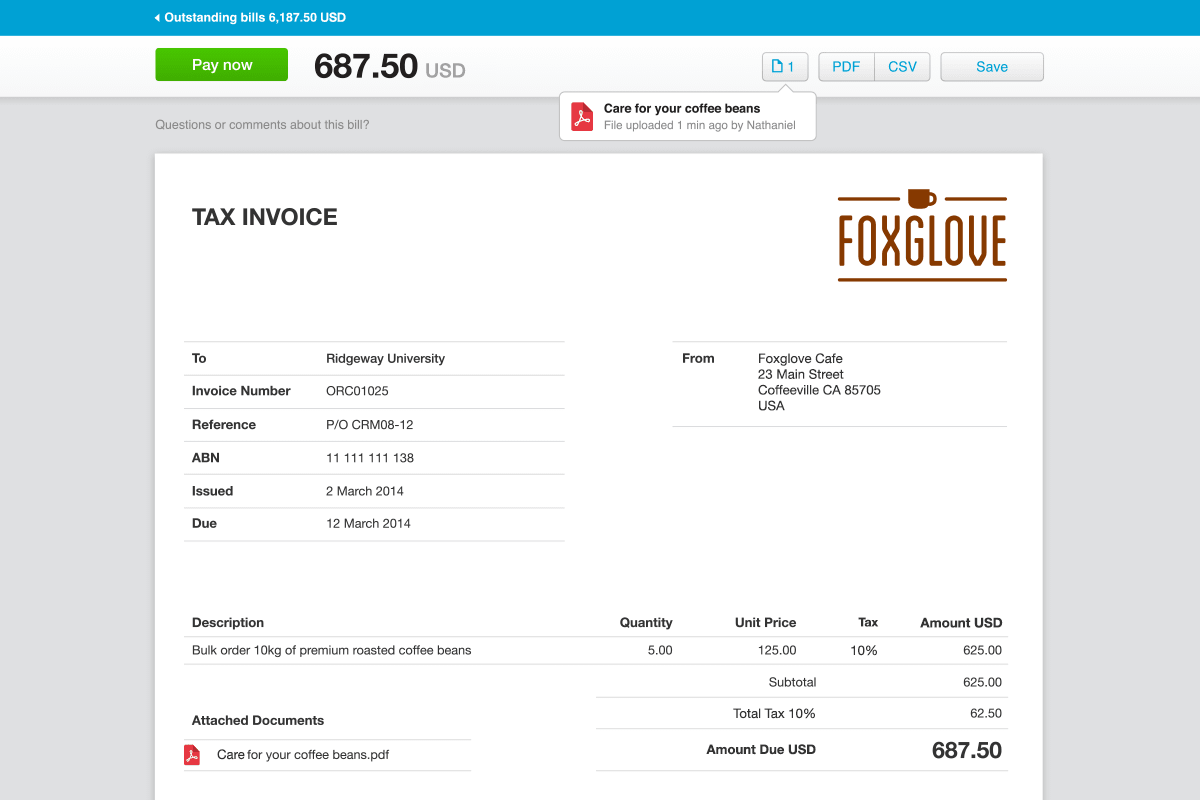 Outstanding bills 6,187.50 USD
Pay now
687.50 USD
1
PDF
CSV
Save
Care for your coffee beans
File uploaded 1 min ago by Nathaniel
Questions or comments about this bill?
TAX INVOICE
FOXGLOVE
To Ridgeway University
Invoice Number ORC01025
Reference P/O CRM08-12
ABN 11 111 111 138
Issued 2 March 2014
Due 12 March 2014
From Foxglove Cafe
23 Main Street
Coffeeville CA 85705
USA
Description Quantity Unit Price Tax Amount USD
Bulk order 10kg of premium roasted coffee beans 5.00 125.00 10% 625.00
Subtotal 625.00
Total Tax 10% 62.50
Amount Due USD 687.50
Attached Documents
Care for your coffee beans.pdf